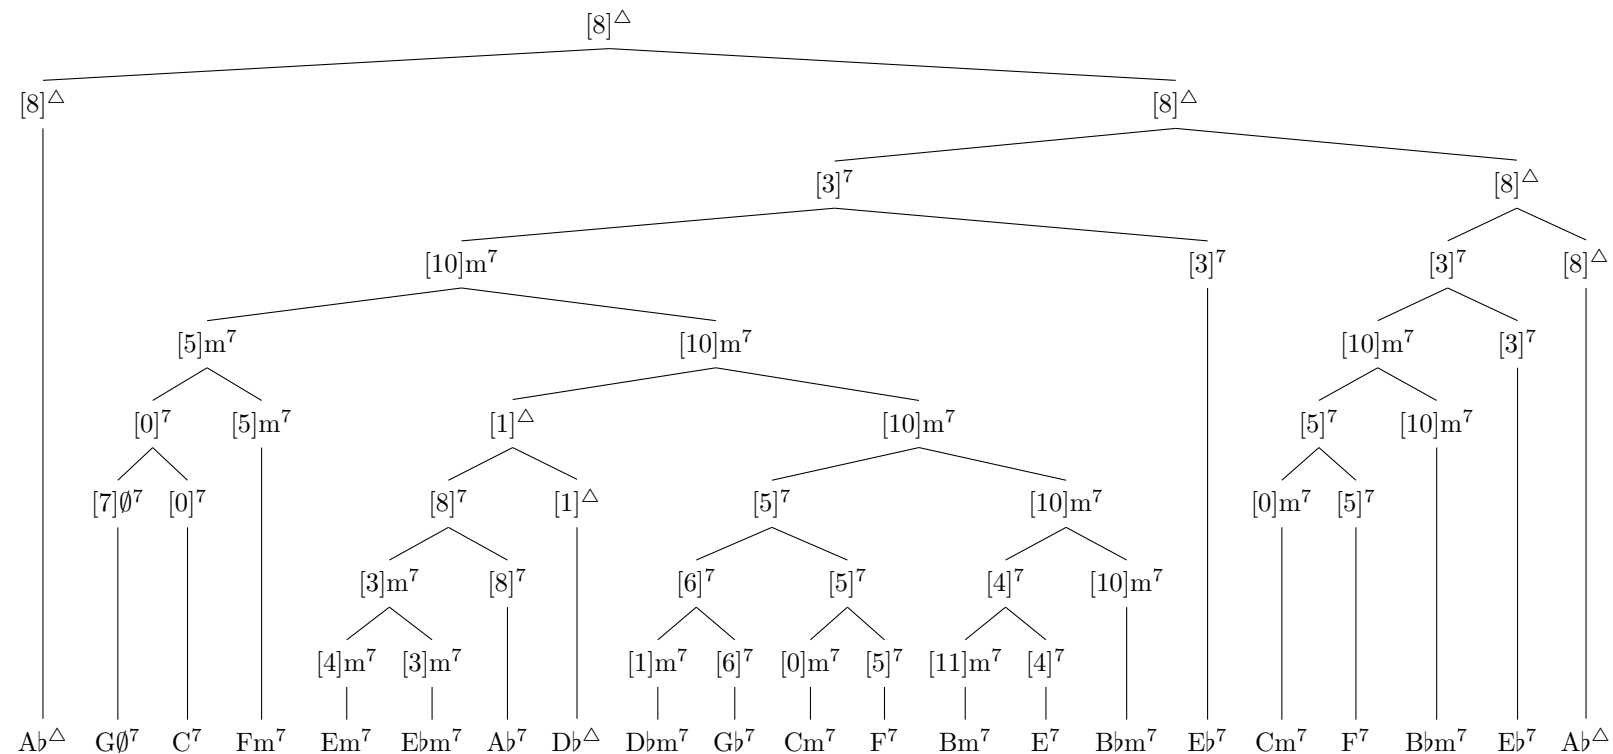 [8]△
[8]△ [8]△
[3]⁷ [8]△
[10]m⁷ [3]⁷ [3]⁷ [8]△
[5]m⁷ [10]m⁷ [10]m⁷ [3]⁷
[0]⁷ [5]m⁷ [1]△ [10]m⁷ [5]⁷ [10]m⁷
[7]∅⁷ [0]⁷ [8]⁷ [1]△ [5]⁷ [10]m⁷ [0]m⁷ [5]⁷
[3]m⁷ [8]⁷ [6]⁷ [5]⁷ [4]⁷ [10]m⁷
[4]m⁷ [3]m⁷ [1]m⁷ [6]⁷ [0]m⁷ [5]⁷ [11]m⁷ [4]⁷
A♭△ G∅⁷ C⁷ Fm⁷ Em⁷ E♭m⁷ A♭⁷ D♭△ D♭m⁷ G♭⁷ Cm⁷ F⁷ Bm⁷ E⁷ B♭m⁷ E♭⁷ Cm⁷ F⁷ B♭m⁷ E♭⁷ A♭△